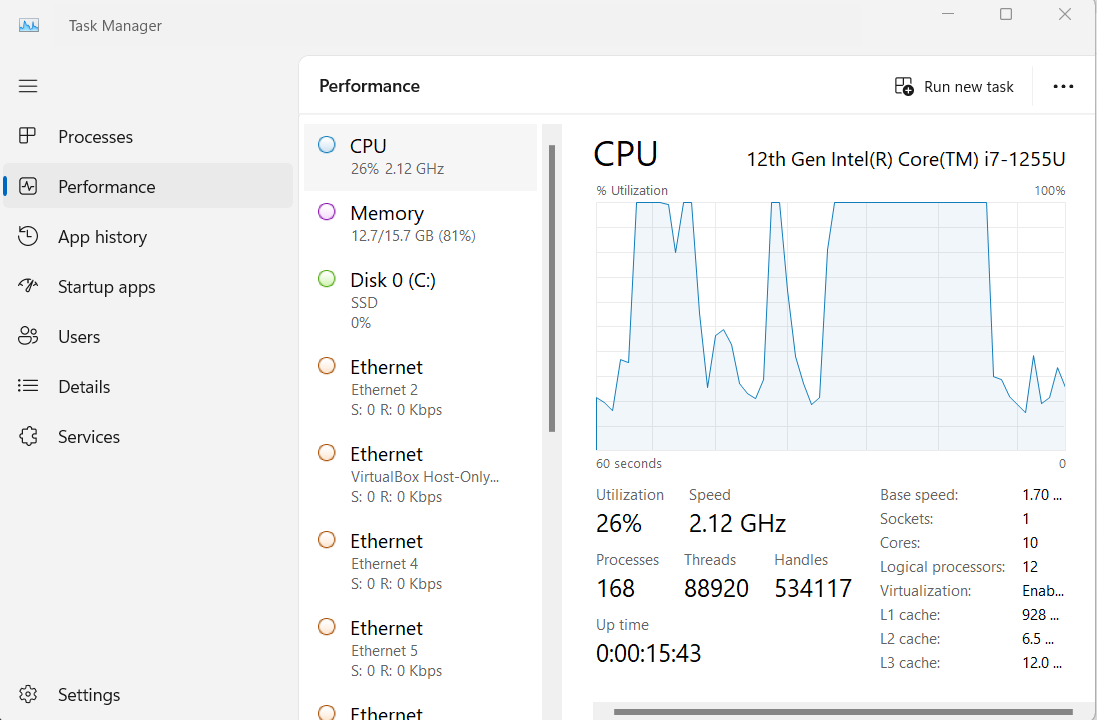 Task Manager
Processes
Performance
App history
Startup apps
Users
Details
Services
Settings
Performance
Run new task
CPU
26% 2.12 GHz
Memory
12.7/15.7 GB (81%)
Disk 0 (C:)
SSD
0%
Ethernet
Ethernet 2
S: 0 R: 0 Kbps
Ethernet
VirtualBox Host-Only...
S: 0 R: 0 Kbps
Ethernet
Ethernet 4
S: 0 R: 0 Kbps
Ethernet
Ethernet 5
S: 0 R: 0 Kbps
Ethernet
CPU 12th Gen Intel(R) Core(TM) i7-1255U
% Utilization 100%
60 seconds 0
Utilization Speed
26% 2.12 GHz
Processes Threads Handles
168 88920 534117
Up time
0:00:15:43
Base speed: 1.70 ...
Sockets: 1
Cores: 10
Logical processors: 12
Virtualization: Enab...
L1 cache: 928 ...
L2 cache: 6.5 ...
L3 cache: 12.0 ...